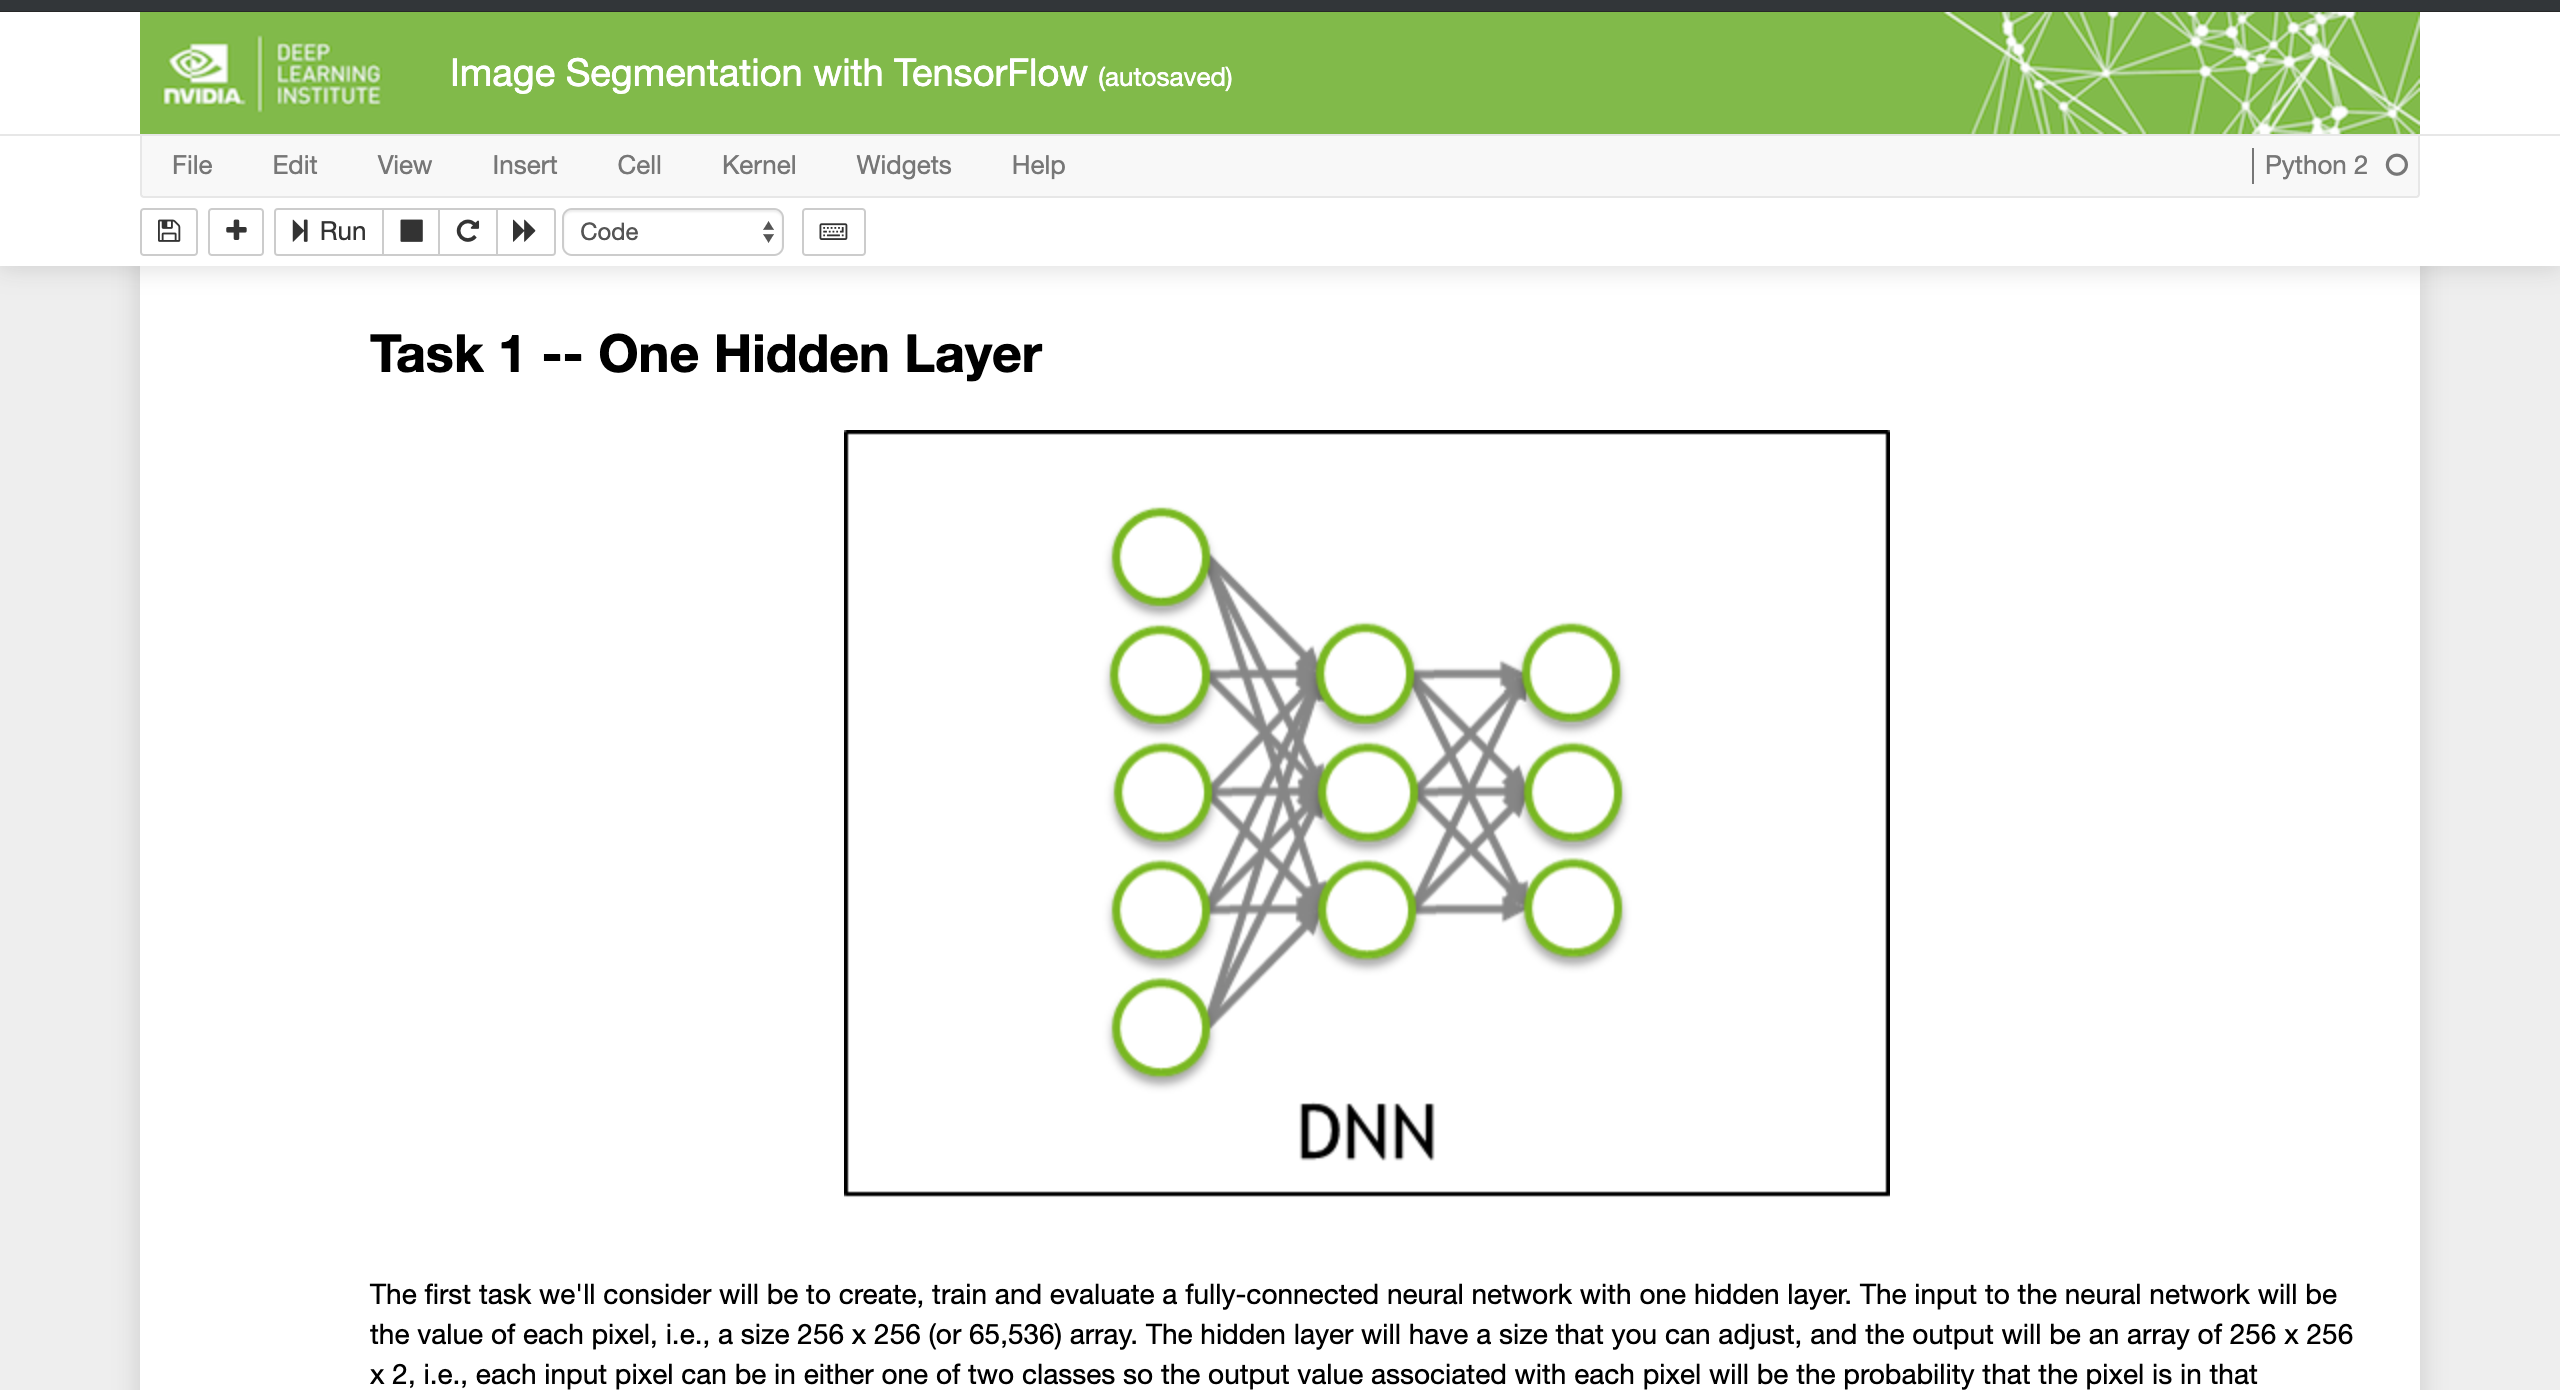 NVIDIA.
DEEP
LEARNING
INSTITUTE
Image Segmentation with TensorFlow (autosaved)
File Edit View Insert Cell Kernel Widgets Help Python 2
Run Code
Task 1 -- One Hidden Layer
DNN
The first task we'll consider will be to create, train and evaluate a fully-connected neural network with one hidden layer. The input to the neural network will be
the value of each pixel, i.e., a size 256 x 256 (or 65,536) array. The hidden layer will have a size that you can adjust, and the output will be an array of 256 x 256
x 2, i.e., each input pixel can be in either one of two classes so the output value associated with each pixel will be the probability that the pixel is in that